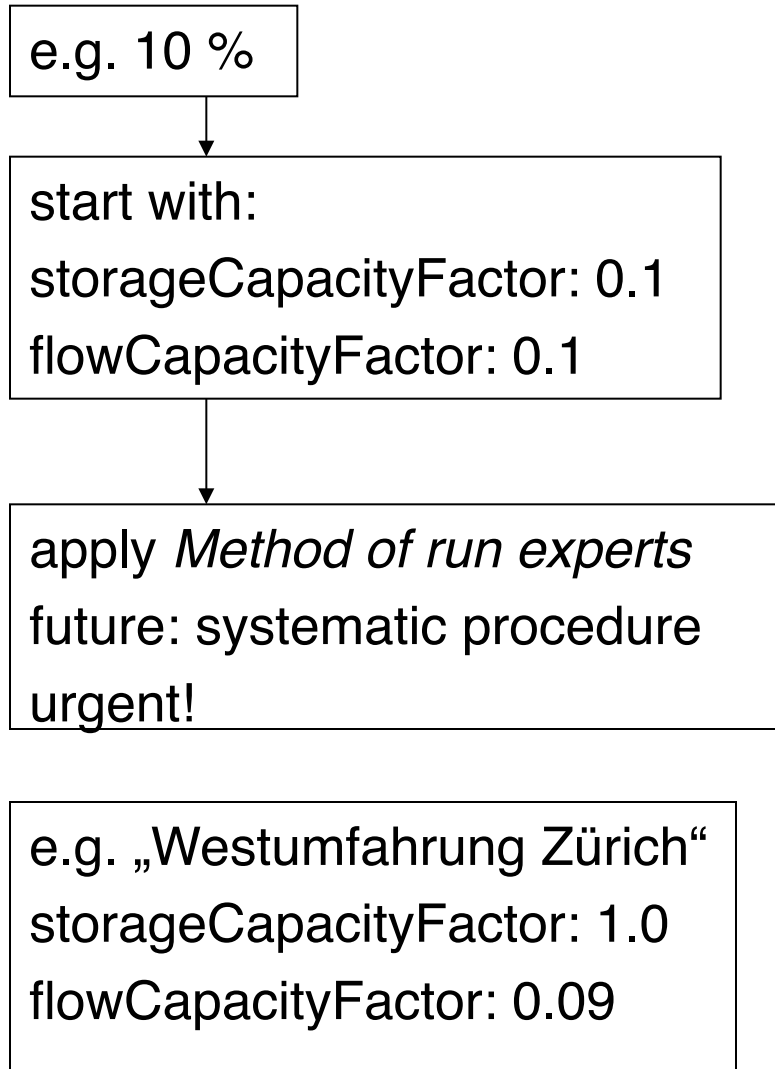 e.g. 10 %
start with:
storageCapacityFactor: 0.1
flowCapacityFactor: 0.1
apply Method of run experts
future: systematic procedure
urgent!
e.g. „Westumfahrung Zürich“
storageCapacityFactor: 1.0
flowCapacityFactor: 0.09